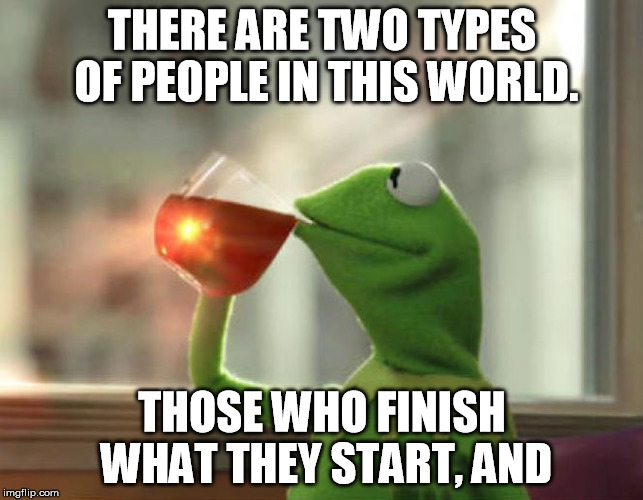 THERE ARE TWO TYPES
OF PEOPLE IN THIS WORLD.
THOSE WHO FINISH
WHAT THEY START, AND
imgflip.com